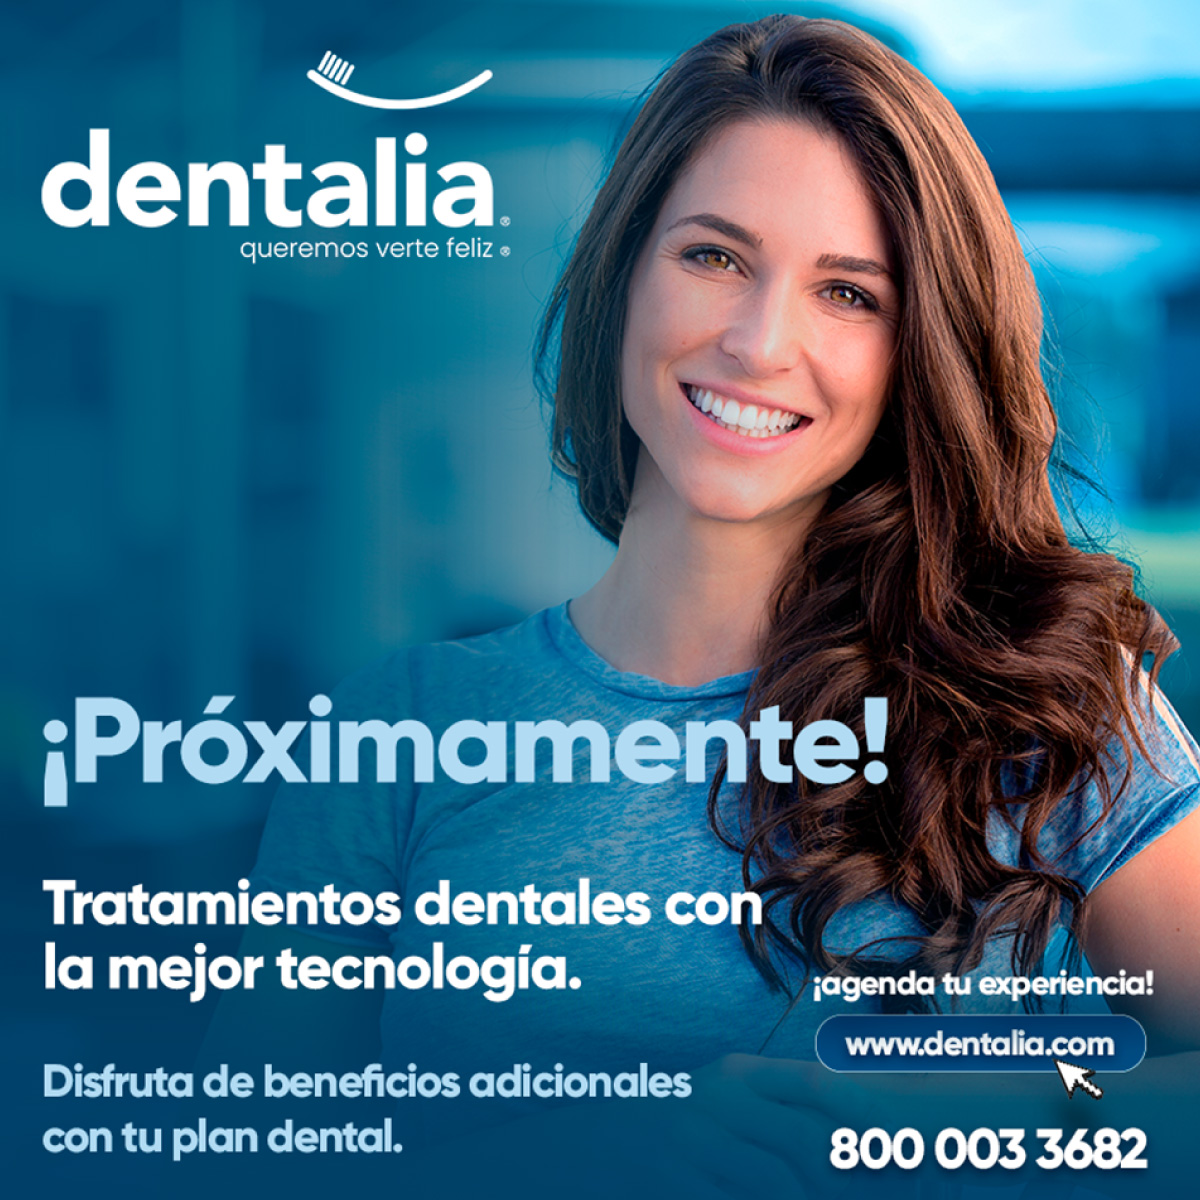 dentalia®
queremos verte feliz ®
¡Próximamente!
Tratamientos dentales con
la mejor tecnología.
Disfruta de beneficios adicionales
con tu plan dental.
¡agenda tu experiencia!
www.dentalia.com
800 003 3682